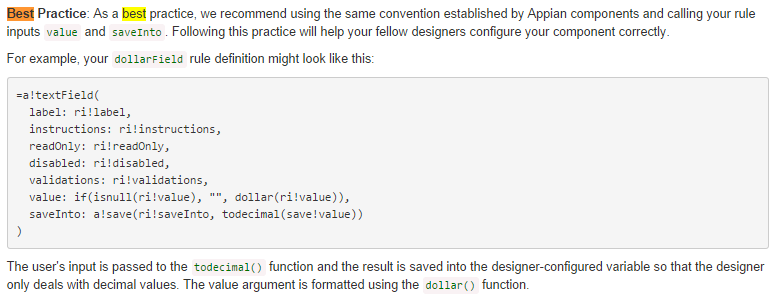 Best Practice: As a best practice, we recommend using the same convention established by Appian components and calling your rule
inputs value and saveInto. Following this practice will help your fellow designers configure your component correctly.
For example, your dollarField rule definition might look like this:
=a!textField(
  label: ri!label,
  instructions: ri!instructions,
  readOnly: ri!readOnly,
  disabled: ri!disabled,
  validations: ri!validations,
  value: if(isnull(ri!value), "", dollar(ri!value)),
  saveInto: a!save(ri!saveInto, todecimal(save!value))
)
The user's input is passed to the todecimal() function and the result is saved into the designer-configured variable so that the designer
only deals with decimal values. The value argument is formatted using the dollar() function.